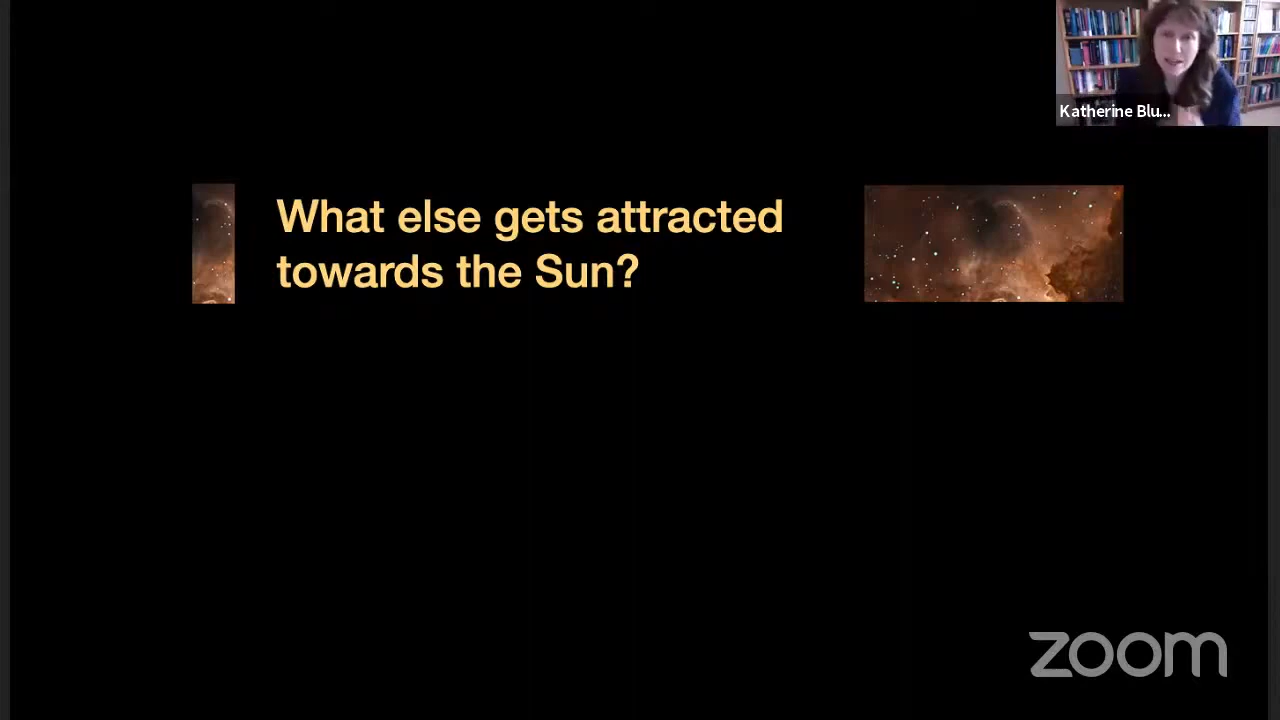 Katherine Blu...
What else gets attracted
towards the Sun?
zoom